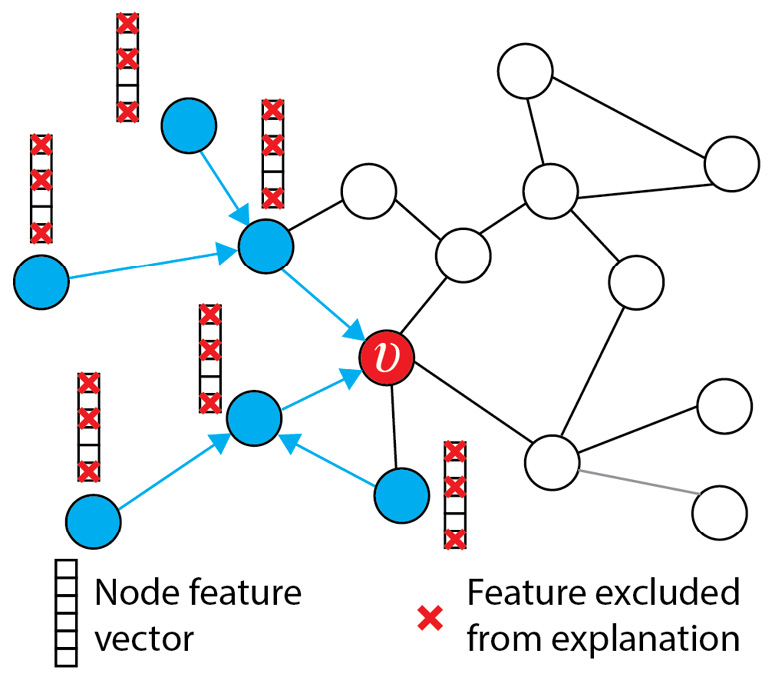 v
Node feature
vector
Feature excluded
from explanation